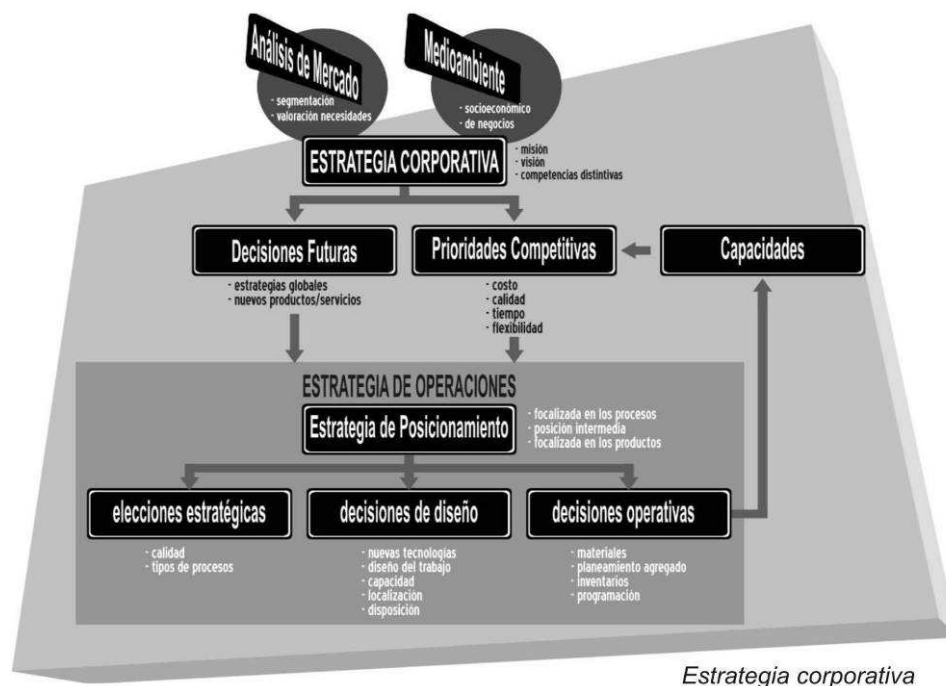 Análisis de Mercado
- segmentación
- valoración necesidades
Medioambiente
- socioeconómico
- de negocios
ESTRATEGIA CORPORATIVA
- misión
- visión
- competencias distintivas
Decisiones Futuras
- estrategias globales
- nuevos productos/servicios
Prioridades Competitivas
- costo
- calidad
- tiempo
- flexibilidad
Capacidades
ESTRATEGIA DE OPERACIONES
Estrategia de Posicionamiento
- focalizada en los procesos
- posición intermedia
- focalizada en los productos
elecciones estratégicas
- calidad
- tipos de procesos
decisiones de diseño
- nuevas tecnologías
- diseño del trabajo
- capacidad
- localización
- disposición
decisiones operativas
- materiales
- planeamiento agregado
- inventarios
- programación
Estrategia corporativa